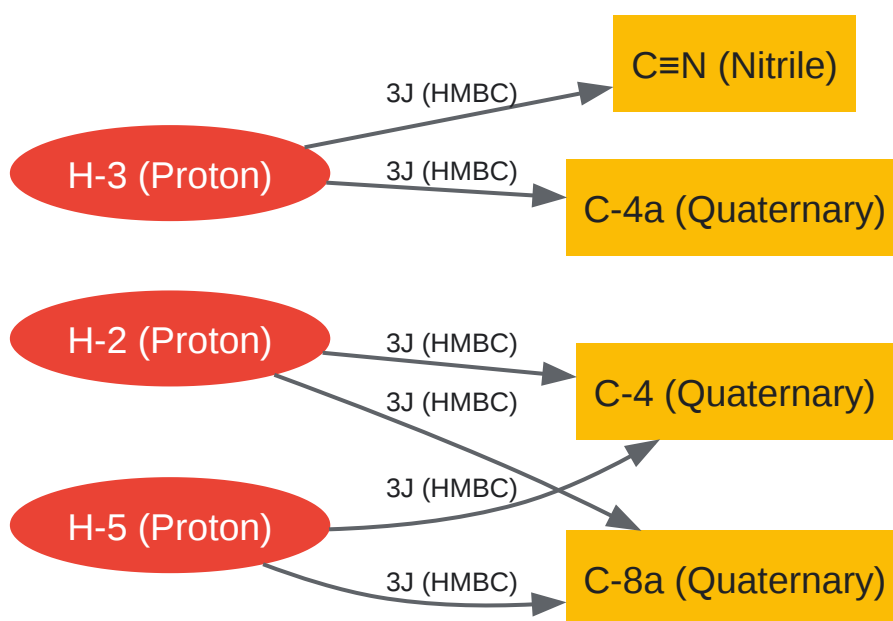 C≡N (Nitrile)
3J (HMBC)
H-3 (Proton)
3J (HMBC)
C-4a (Quaternary)
H-2 (Proton)
3J (HMBC)
C-4 (Quaternary)
3J (HMBC)
3J (HMBC)
H-5 (Proton)
3J (HMBC)
C-8a (Quaternary)